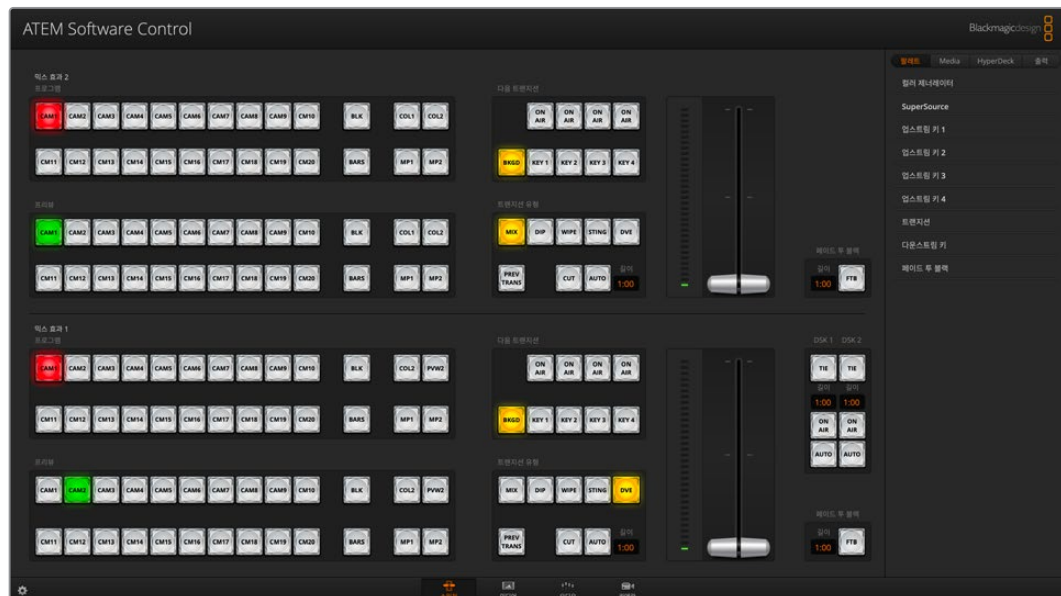 ATEM Software Control
Blackmagicdesign
팔레트 Media HyperDeck 출력
컬러 제너레이터
SuperSource
업스트림 키 1
업스트림 키 2
업스트림 키 3
업스트림 키 4
트랜지션
다운스트림 키
페이드 투 블랙
믹스 효과 2
프로그램
CAM1 CAM2 CAM3 CAM4 CAM5 CAM6 CAM7 CAM8 CAM9 CM10 BLK COL1 COL2
CM11 CM12 CM13 CM14 CM15 CM16 CM17 CM18 CM19 CM20 BARS MP1 MP2
다음 트랜지션
ON AIR ON AIR ON AIR ON AIR
BKGD KEY 1 KEY 2 KEY 3 KEY 4
프리뷰
CAM1 CAM2 CAM3 CAM4 CAM5 CAM6 CAM7 CAM8 CAM9 CM10 BLK COL1 COL2
CM11 CM12 CM13 CM14 CM15 CM16 CM17 CM18 CM19 CM20 BARS MP1 MP2
트랜지션 유형
MIX DIP WIPE STING DVE
길이
PREV TRANS CUT AUTO 1:00
페이드 투 블랙
길이
1:00 FTB
믹스 효과 1
프로그램
CAM1 CAM2 CAM3 CAM4 CAM5 CAM6 CAM7 CAM8 CAM9 CM10 BLK COL2 PVW2
CM11 CM12 CM13 CM14 CM15 CM16 CM17 CM18 CM19 CM20 BARS MP1 MP2
다음 트랜지션
ON AIR ON AIR ON AIR ON AIR
BKGD KEY 1 KEY 2 KEY 3 KEY 4
DSK 1 DSK 2
TIE TIE
길이 길이
1:00 1:00
ON AIR ON AIR
AUTO AUTO
프리뷰
CAM1 CAM2 CAM3 CAM4 CAM5 CAM6 CAM7 CAM8 CAM9 CM10 BLK COL2 PVW2
CM11 CM12 CM13 CM14 CM15 CM16 CM17 CM18 CM19 CM20 BARS MP1 MP2
트랜지션 유형
MIX DIP WIPE STING DVE
길이
PREV TRANS CUT AUTO 1:00
페이드 투 블랙
길이
1:00 FTB